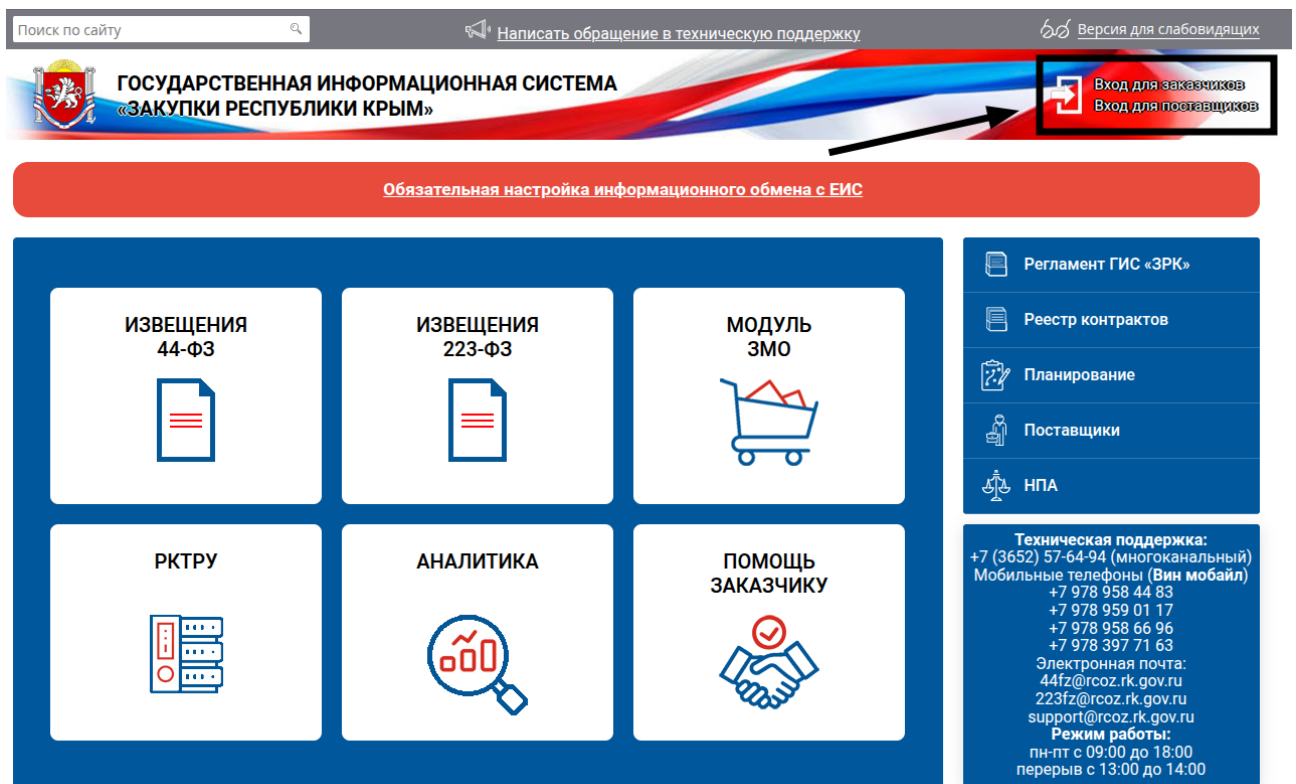 Поиск по сайту
Написать обращение в техническую поддержку
Версия для слабовидящих
ГОСУДАРСТВЕННАЯ ИНФОРМАЦИОННАЯ СИСТЕМА
«ЗАКУПКИ РЕСПУБЛИКИ КРЫМ»
Вход для заказчиков
Вход для поставщиков
Обязательная настройка информационного обмена с ЕИС
ИЗВЕЩЕНИЯ
44-ФЗ
ИЗВЕЩЕНИЯ
223-ФЗ
МОДУЛЬ
ЗМО
РКТРУ
АНАЛИТИКА
ПОМОЩЬ
ЗАКАЗЧИКУ
Регламент ГИС «ЗРК»
Реестр контрактов
Планирование
Поставщики
НПА
Техническая поддержка:
+7 (3652) 57-64-94 (многоканальный)
Мобильные телефоны (Вин мобайл)
+7 978 958 44 83
+7 978 959 01 17
+7 978 958 66 96
+7 978 397 71 63
Электронная почта:
44fz@rcoz.rk.gov.ru
223fz@rcoz.rk.gov.ru
support@rcoz.rk.gov.ru
Режим работы:
пн-пт с 09:00 до 18:00
перерыв с 13:00 до 14:00